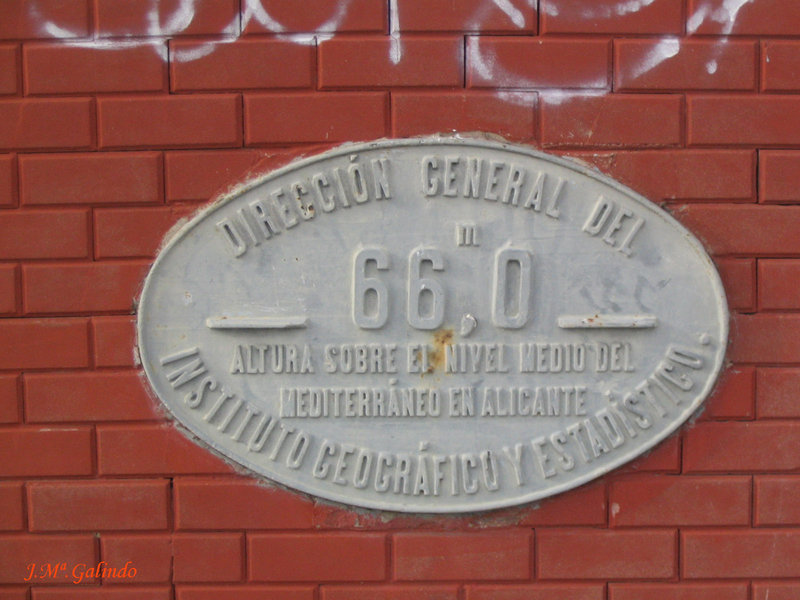 DIRECCIÓN GENERAL DEL
66,0 m
ALTURA SOBRE EL NIVEL MEDIO DEL
MEDITERRÁNEO EN ALICANTE
INSTITUTO GEOGRÁFICO Y ESTADÍSTICO.
J.Mª.Galindo